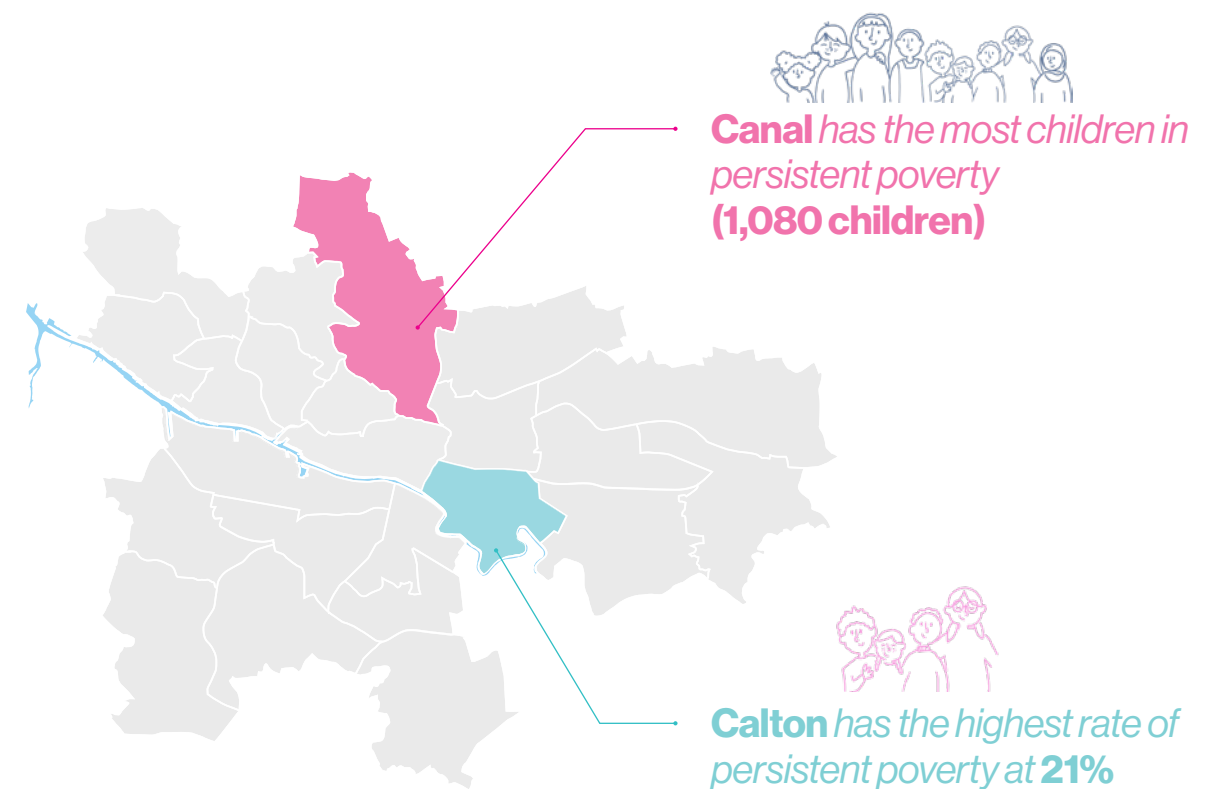 Canal has the most children in
persistent poverty
(1,080 children)
Calton has the highest rate of
persistent poverty at 21%